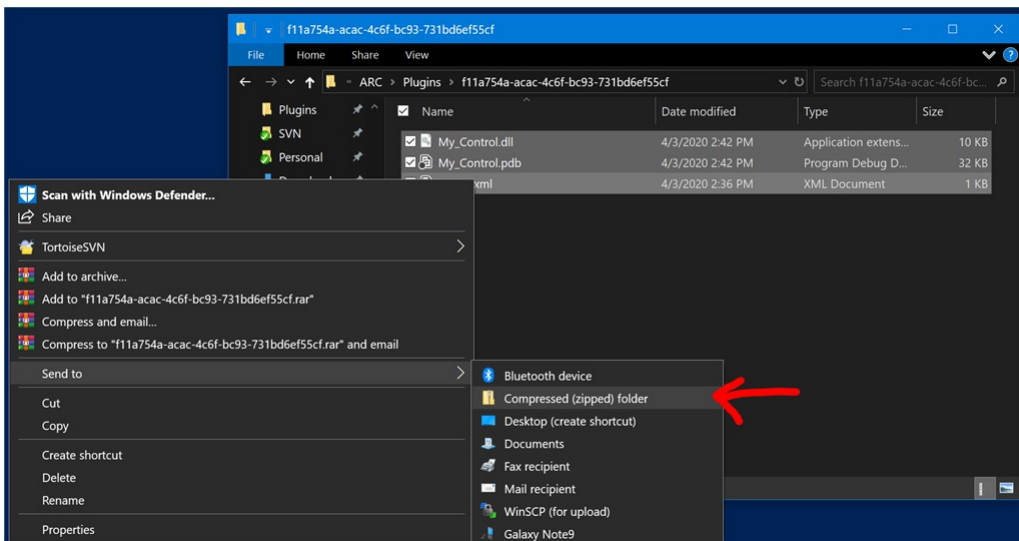 f11a754a-acac-4c6f-bc93-731bd6ef55cf
File Home Share View
ARC > Plugins > f11a754a-acac-4c6f-bc93-731bd6ef55cf Search f11a754a-acac-4c6f-bc...
Plugins
SVN
Personal
Name Date modified Type Size
My_Control.dll 4/3/2020 2:42 PM Application extens... 10 KB
My_Control.pdb 4/3/2020 2:42 PM Program Debug D... 32 KB
xml 4/3/2020 2:36 PM XML Document 1 KB
Scan with Windows Defender...
Share
TortoiseSVN
Add to archive...
Add to "f11a754a-acac-4c6f-bc93-731bd6ef55cf.rar"
Compress and email...
Compress to "f11a754a-acac-4c6f-bc93-731bd6ef55cf.rar" and email
Send to
Cut
Copy
Create shortcut
Delete
Rename
Properties
Bluetooth device
Compressed (zipped) folder
Desktop (create shortcut)
Documents
Fax recipient
Mail recipient
WinSCP (for upload)
Galaxy Note9